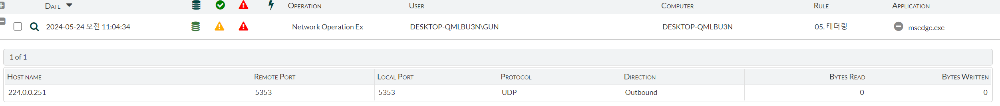 Date Operation User Computer Rule Application
2024-05-24 오전 11:04:34 Network Operation Ex DESKTOP-QMLBU3N\GUN DESKTOP-QMLBU3N 05. 테더링 msedge.exe
1 of 1
Host name Remote Port Local Port Protocol Direction Bytes Read Bytes Written
224.0.0.251 5353 5353 UDP Outbound 0 0